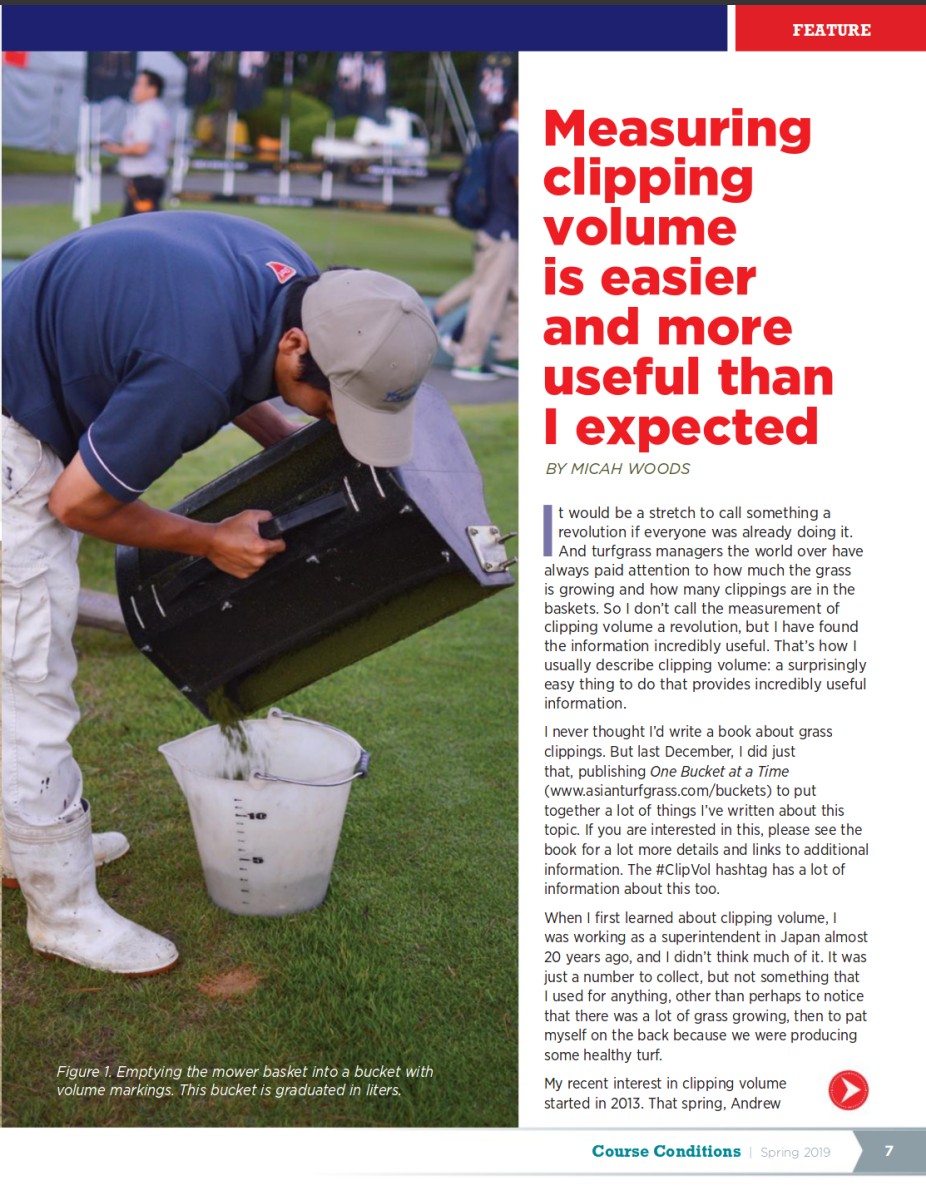 FEATURE
Measuring
clipping
volume
is easier
and more
useful than
I expected
BY MICAH WOODS
It would be a stretch to call something a
revolution if everyone was already doing it.
And turfgrass managers the world over have
always paid attention to how much the grass
is growing and how many clippings are in the
baskets. So I don't call the measurement of
clipping volume a revolution, but I have found
the information incredibly useful. That's how I
usually describe clipping volume: a surprisingly
easy thing to do that provides incredibly useful
information.
I never thought I'd write a book about grass
clippings. But last December, I did just
that, publishing One Bucket at a Time
(www.asianturfgrass.com/buckets) to put
together a lot of things I've written about this
topic. If you are interested in this, please see the
book for a lot more details and links to additional
information. The #ClipVol hashtag has a lot of
information about this too.
When I first learned about clipping volume, I
was working as a superintendent in Japan almost
20 years ago, and I didn't think much of it. It was
just a number to collect, but not something that
I used for anything, other than perhaps to notice
that there was a lot of grass growing, then to pat
myself on the back because we were producing
some healthy turf.
My recent interest in clipping volume
started in 2013. That spring, Andrew
10
5
Figure 1. Emptying the mower basket into a bucket with
volume markings. This bucket is graduated in liters.
Course Conditions | Spring 2019 7